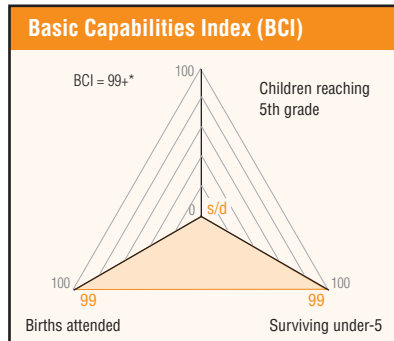 Basic Capabilities Index (BCI)
BCI = 99+*
100
Children reaching
5th grade
0
s/d
100
100
99
99
Births attended
Surviving under-5